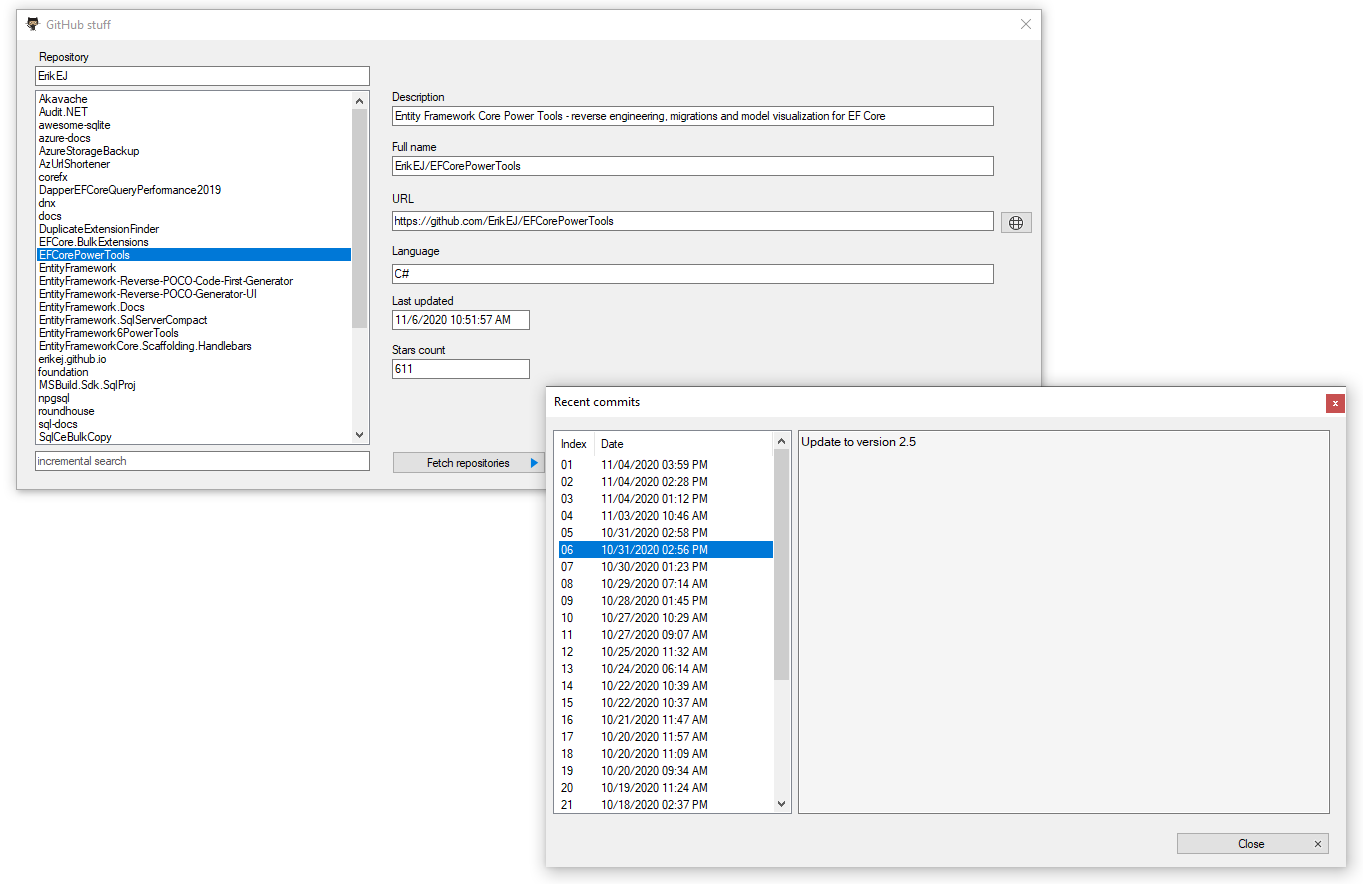 GitHub stuff
Repository
ErikEJ
Akavache
Audit.NET
awesome-sqlite
azure-docs
AzureStorageBackup
AzUrlShortener
corefx
DapperEFCoreQueryPerformance2019
dnx
docs
DuplicateExtensionFinder
EFCore.BulkExtensions
EFCorePowerTools
EntityFramework
EntityFramework-Reverse-POCO-Code-First-Generator
EntityFramework-Reverse-POCO-Generator-UI
EntityFramework.Docs
EntityFramework.SqlServerCompact
EntityFramework6PowerTools
EntityFrameworkCore.Scaffolding.Handlebars
erikej.github.io
foundation
MSBuild.Sdk.SqlProj
npgsql
roundhouse
sql-docs
SqlCeBulkCopy
incremental search
Description
Entity Framework Core Power Tools - reverse engineering, migrations and model visualization for EF Core
Full name
ErikEJ/EFCorePowerTools
URL
https://github.com/ErikEJ/EFCorePowerTools
Language
C#
Last updated
11/6/2020 10:51:57 AM
Stars count
611
Fetch repositories
Recent commits
Index Date
01 11/04/2020 03:59 PM
02 11/04/2020 02:28 PM
03 11/04/2020 01:12 PM
04 11/03/2020 10:46 AM
05 10/31/2020 02:58 PM
06 10/31/2020 02:56 PM
07 10/30/2020 01:23 PM
08 10/29/2020 07:14 AM
09 10/28/2020 01:45 PM
10 10/27/2020 10:29 AM
11 10/27/2020 09:07 AM
12 10/25/2020 11:32 AM
13 10/24/2020 06:14 AM
14 10/22/2020 10:39 AM
15 10/22/2020 10:37 AM
16 10/21/2020 11:47 AM
17 10/20/2020 11:57 AM
18 10/20/2020 11:09 AM
19 10/20/2020 09:34 AM
20 10/19/2020 11:24 AM
21 10/18/2020 02:37 PM
Update to version 2.5
Close